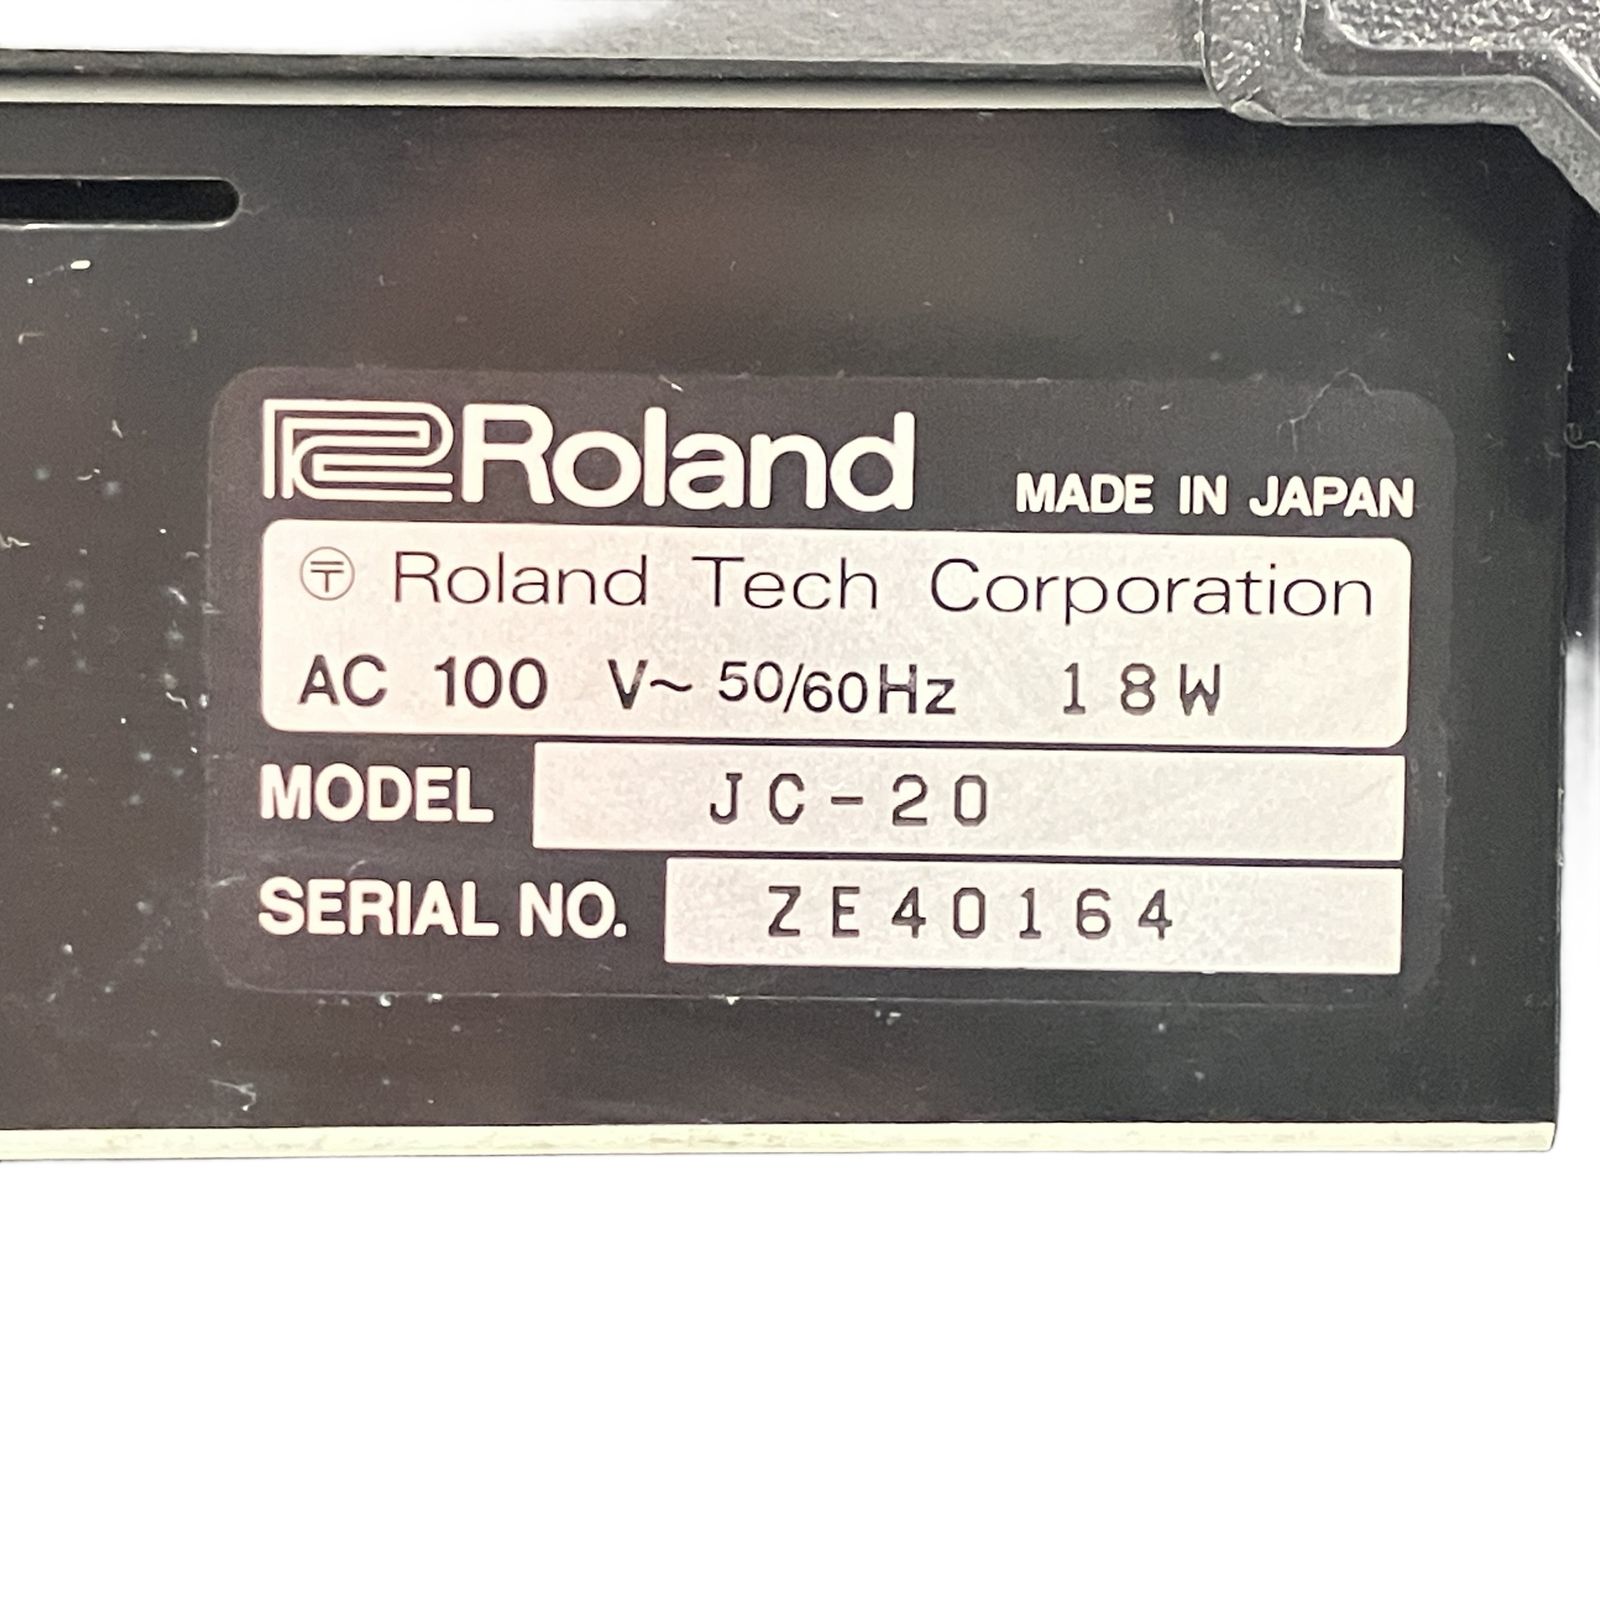 Roland MADE IN JAPAN
〒 Roland Tech Corporation
AC 100 V~ 50/60Hz 18W
MODEL JC-20
SERIAL NO. ZE40164